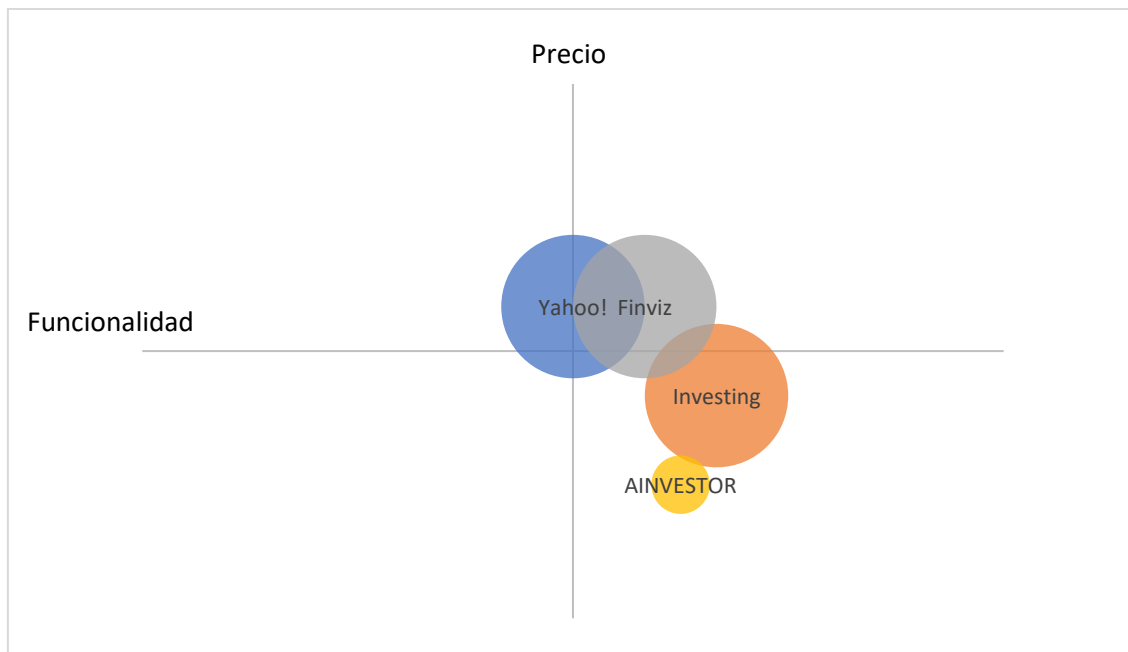 Precio
Yahoo! Finviz
Funcionalidad
Investing
AINVESTOR